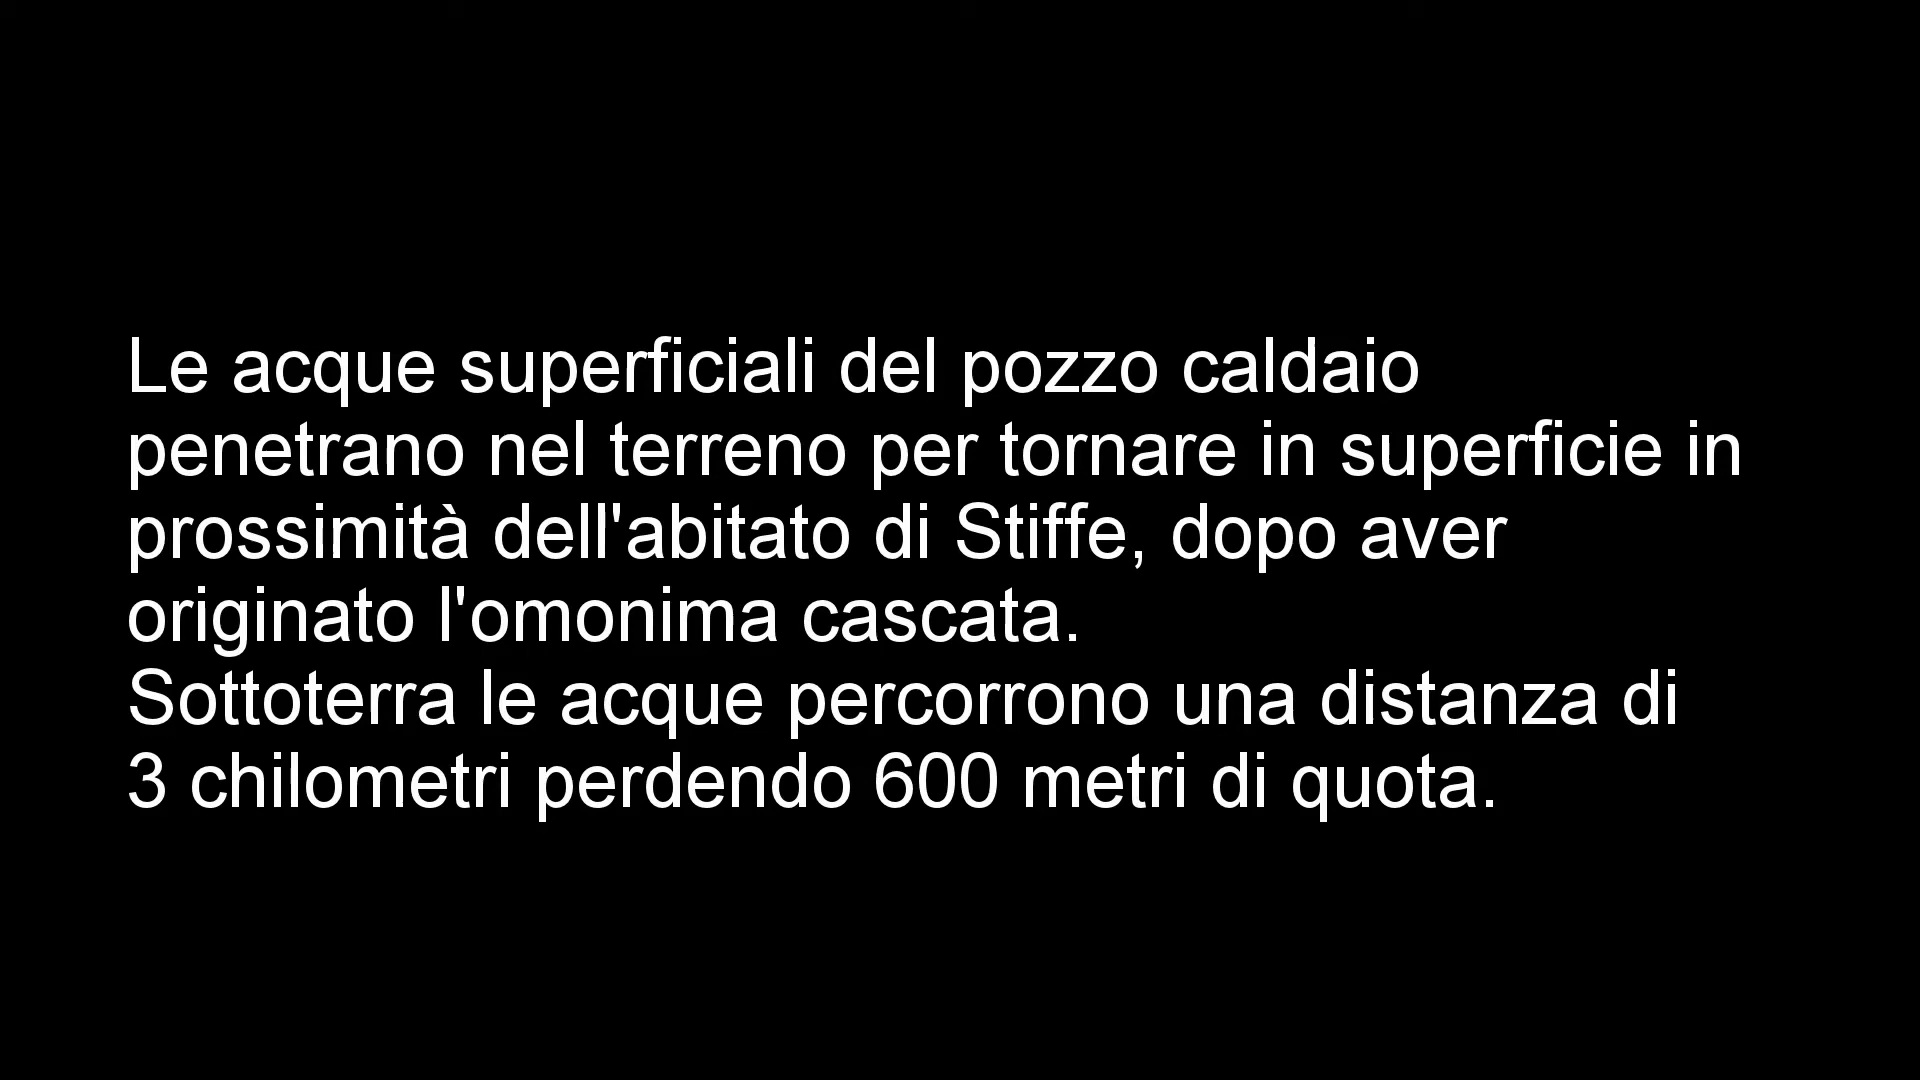 Le acque superficiali del pozzo caldaio
penetrano nel terreno per tornare in superficie in
prossimità dell'abitato di Stiffe, dopo aver
originato l'omonima cascata.
Sottoterra le acque percorrono una distanza di
3 chilometri perdendo 600 metri di quota.